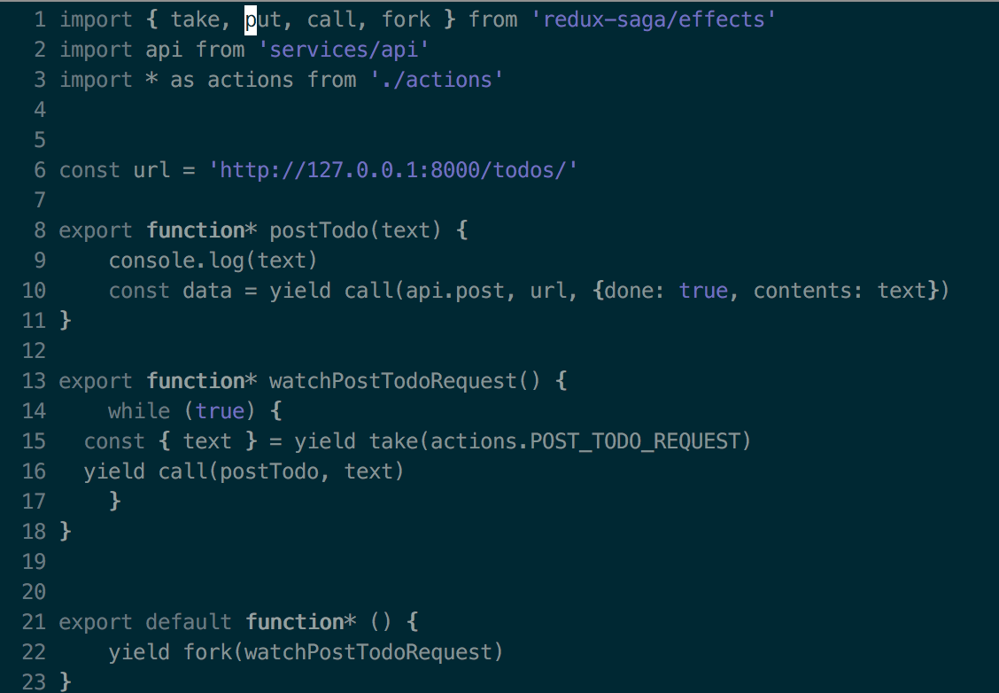 1 import { take, put, call, fork } from 'redux-saga/effects'
2 import api from 'services/api'
3 import * as actions from './actions'
4
5
6 const url = 'http://127.0.0.1:8000/todos/'
7
8 export function* postTodo(text) {
9     console.log(text)
10     const data = yield call(api.post, url, {done: true, contents: text})
11 }
12
13 export function* watchPostTodoRequest() {
14     while (true) {
15   const { text } = yield take(actions.POST_TODO_REQUEST)
16   yield call(postTodo, text)
17     }
18 }
19
20
21 export default function* () {
22     yield fork(watchPostTodoRequest)
23 }